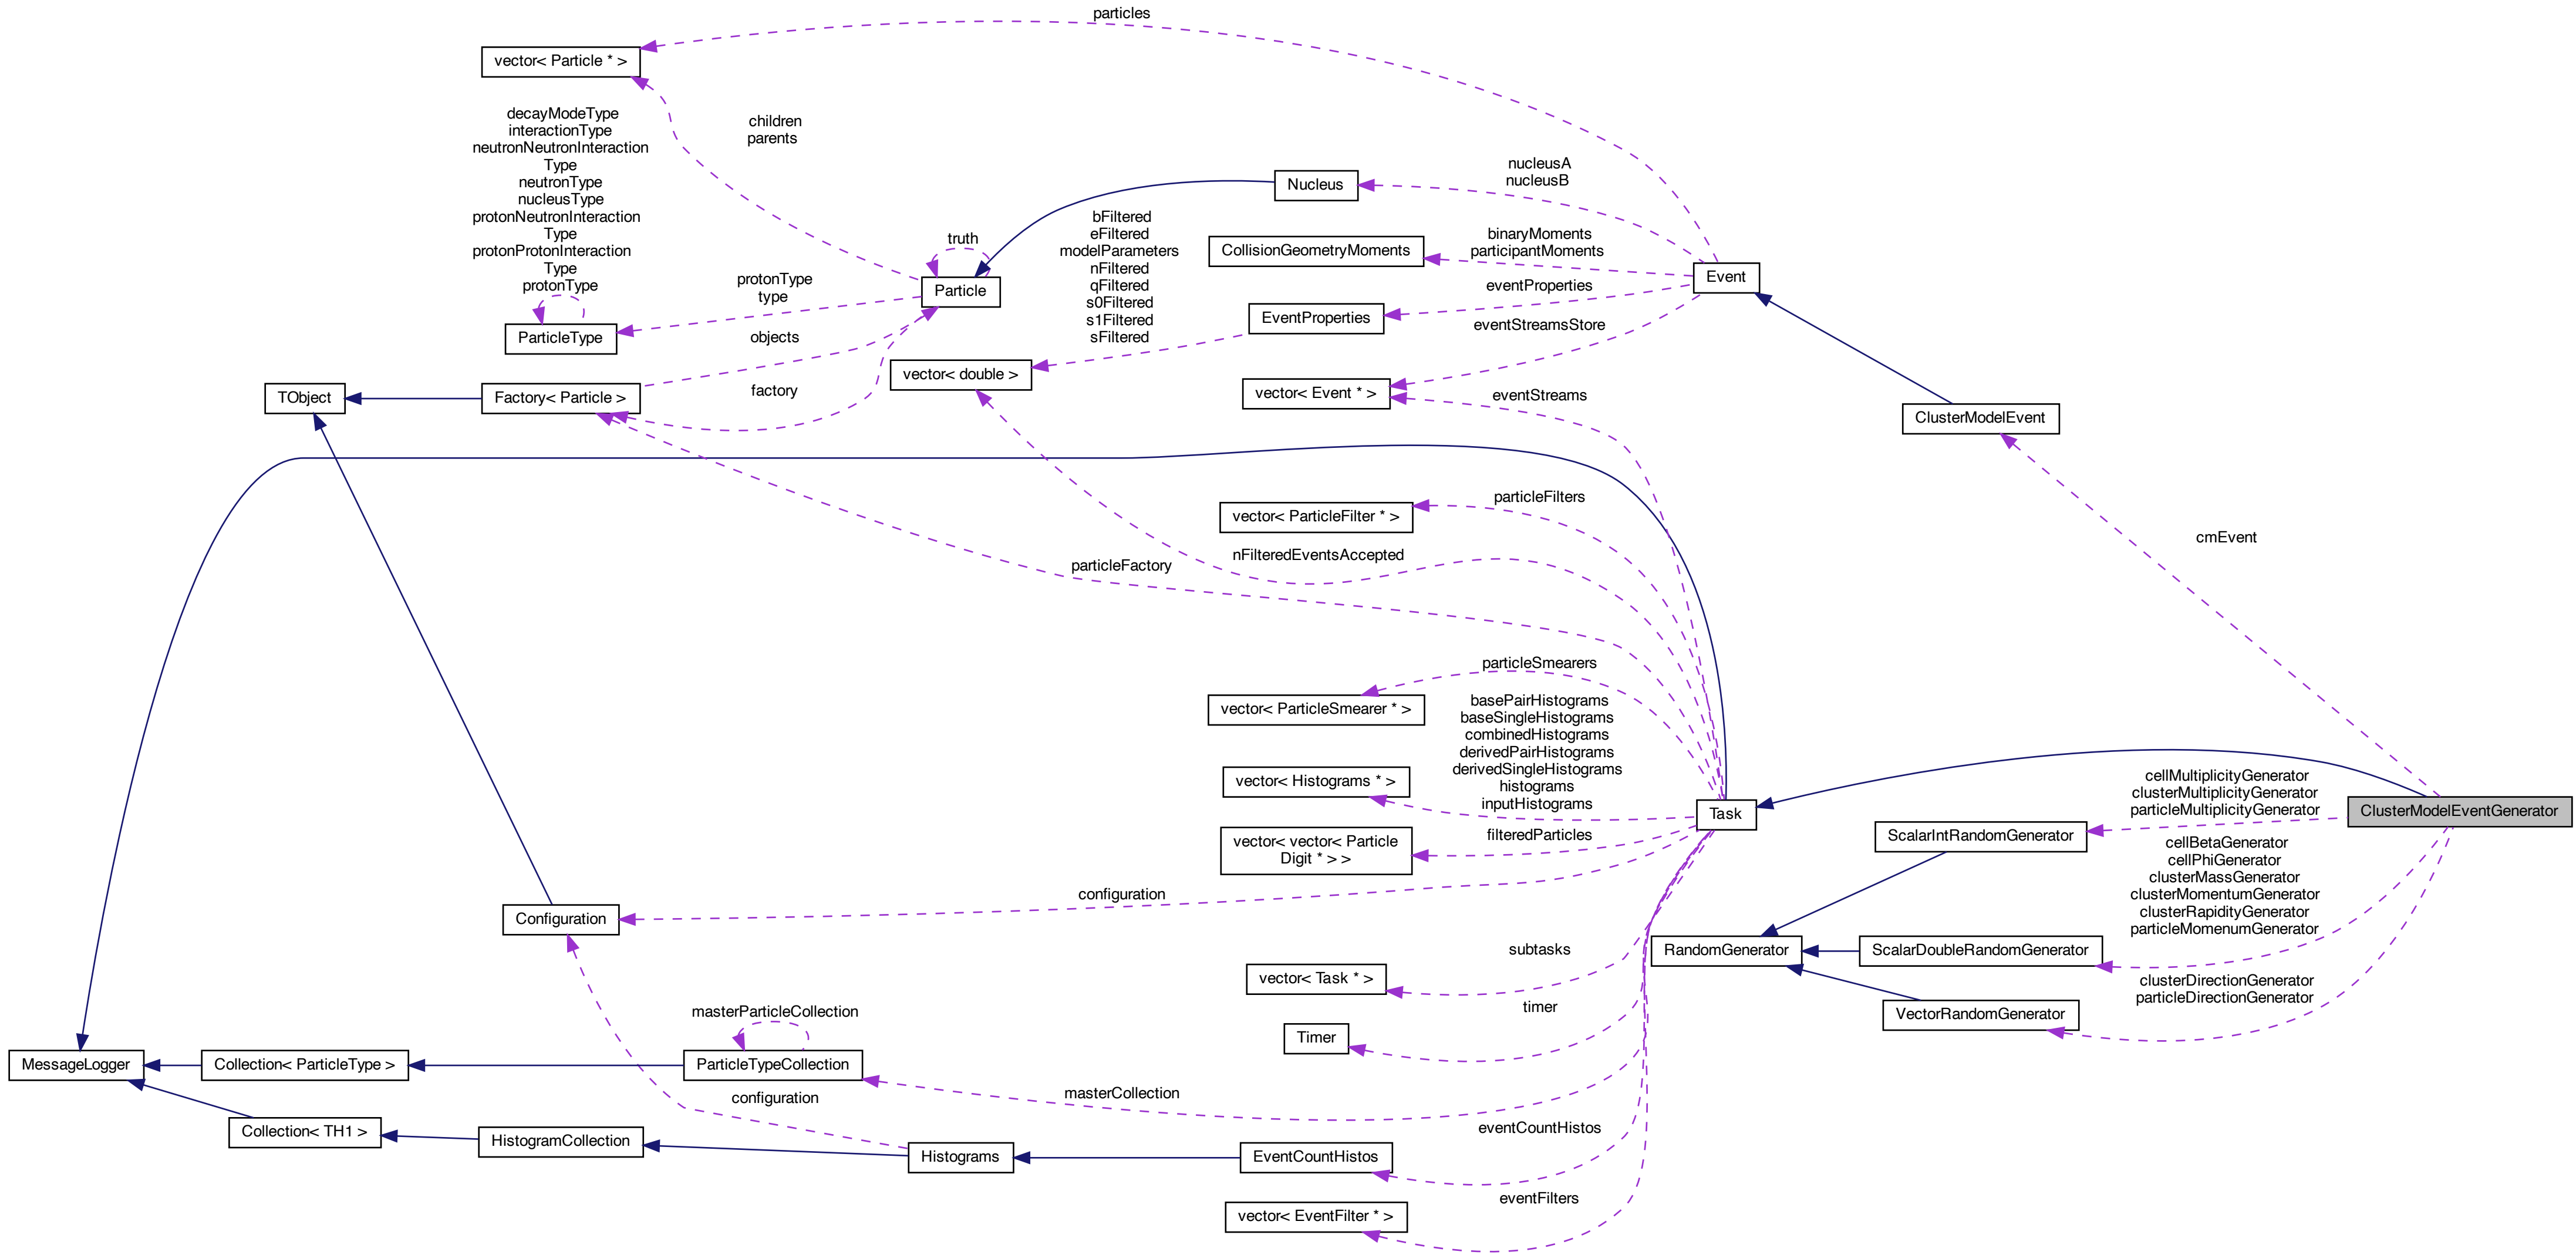 particles
vector< Particle * >
decayModeType
interactionType
neutronNeutronInteraction
Type
neutronType
nucleusType
protonNeutronInteraction
Type
protonProtonInteraction
Type
protonType
children
parents
nucleusA
nucleusB
Nucleus
bFiltered
eFiltered
modelParameters
nFiltered
qFiltered
s0Filtered
s1Filtered
sFiltered
truth
binaryMoments
participantMoments
CollisionGeometryMoments
Event
protonType
type
Particle
eventProperties
EventProperties
eventStreamsStore
ParticleType
objects
vector< double >
factory
TObject
Factory< Particle >
vector< Event * >
eventStreams
ClusterModelEvent
particleFilters
vector< ParticleFilter * >
cmEvent
nFilteredEventsAccepted
particleFactory
particleSmearers
vector< ParticleSmearer * >
basePairHistograms
baseSingleHistograms
combinedHistograms
derivedPairHistograms
derivedSingleHistograms
histograms
inputHistograms
vector< Histograms * >
cellMultiplicityGenerator
clusterMultiplicityGenerator
particleMultiplicityGenerator
ClusterModelEventGenerator
Task
filteredParticles
vector< vector< Particle
Digit * > >
ScalarIntRandomGenerator
cellBetaGenerator
cellPhiGenerator
clusterMassGenerator
clusterMomentumGenerator
clusterRapidityGenerator
particleMomenumGenerator
configuration
Configuration
subtasks
RandomGenerator
ScalarDoubleRandomGenerator
vector< Task * >
clusterDirectionGenerator
particleDirectionGenerator
timer
VectorRandomGenerator
masterParticleCollection
Timer
MessageLogger
Collection< ParticleType >
ParticleTypeCollection
masterCollection
configuration
Collection< TH1 >
HistogramCollection
eventCountHistos
Histograms
EventCountHistos
eventFilters
vector< EventFilter * >